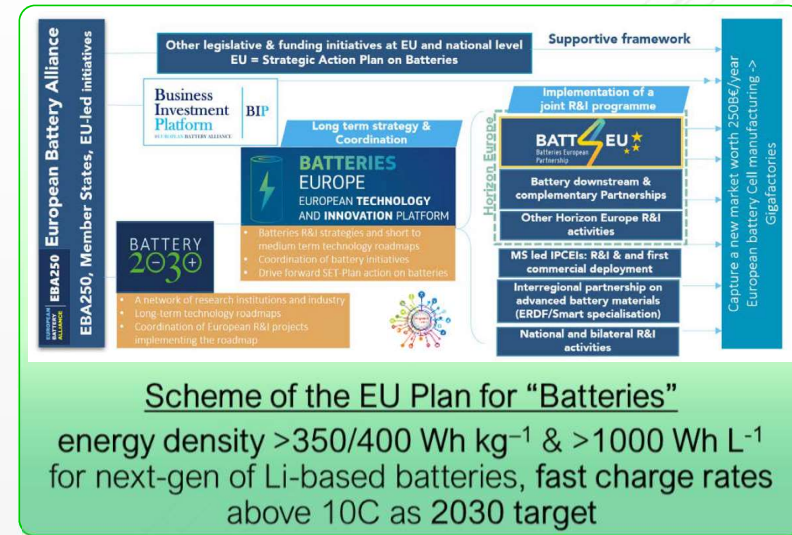 EUROPEAN
BATTERY
ALLIANCE
EBA250
European Battery Alliance
EBA250, Member States, EU-led initiatives
Other legislative & funding initiatives at EU and national level
EU = Strategic Action Plan on Batteries
Supportive framework
Business
Investment
Platform
BIP
BY EUROPEAN BATTERY ALLIANCE
Long term strategy &
Coordination
BATTERIES
EUROPE
EUROPEAN TECHNOLOGY
AND INNOVATION PLATFORM
• Batteries R&I strategies and short to
medium term technology roadmaps
• Coordination of battery initiatives
• Drive forward SET-Plan action on batteries
BATTERY
2030+
• A network of research institutions and industry
• Long-term technology roadmaps
• Coordination of European R&I projects
implementing the roadmap
Implementation of a
joint R&I programme
Horizon Europe
BATT4EU
Batteries European
Partnership
Battery downstream &
complementary Partnerships
Other Horizon Europe R&I
activities
MS led IPCEIs: R&I & and first
commercial deployment
Interregional partnership on
advanced battery materials
(ERDF/Smart specialisation)
National and bilateral R&I
activities
Capture a new market worth 250B€/year
European battery Cell manufacturing ->
Gigafactories
Scheme of the EU Plan for “Batteries”
energy density >350/400 Wh kg⁻¹ & >1000 Wh L⁻¹
for next-gen of Li-based batteries, fast charge rates
above 10C as 2030 target